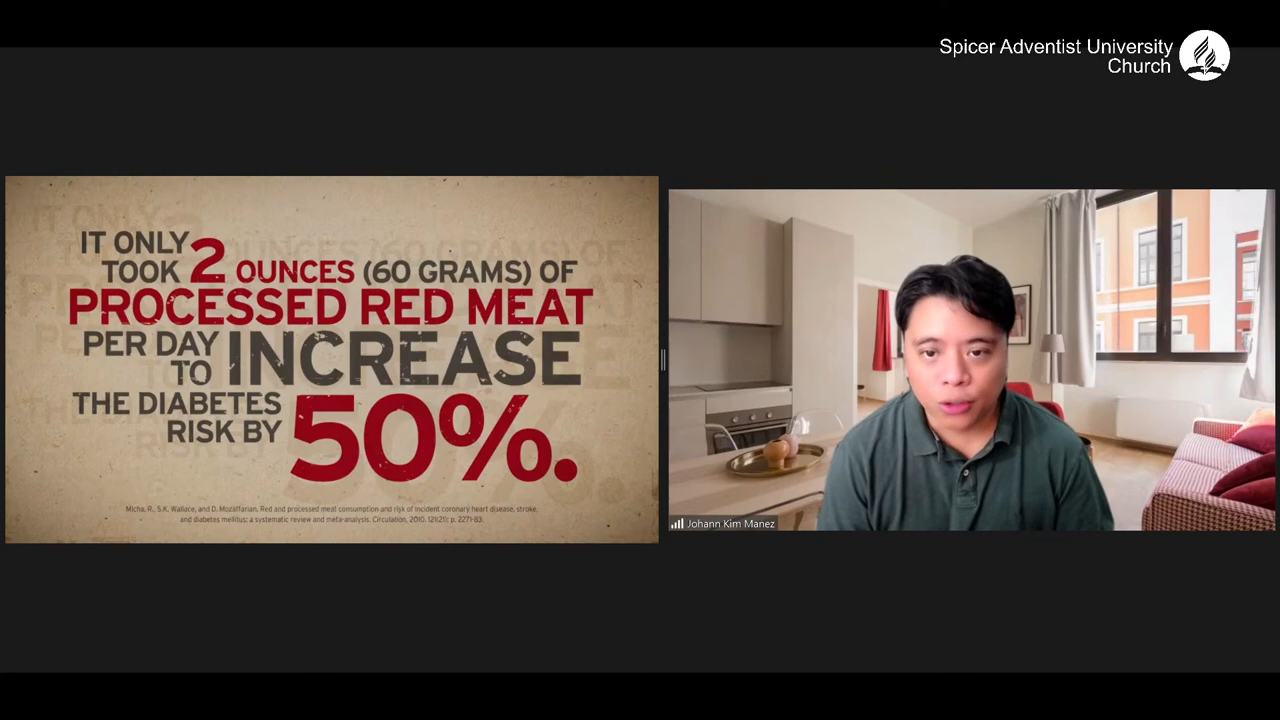 Spicer Adventist University
Church
IT ONLY
TOOK 2 OUNCES (60 GRAMS) OF
PROCESSED RED MEAT
PER DAY
TO INCREASE
THE DIABETES
RISK BY 50%.
Micha, R., S.K. Wallace, and D. Mozaffarian, Red and processed meat consumption and risk of incident coronary heart disease, stroke,
and diabetes mellitus: a systematic review and meta-analysis. Circulation, 2010. 121(21): p. 2271-83.
Johann Kim Manez